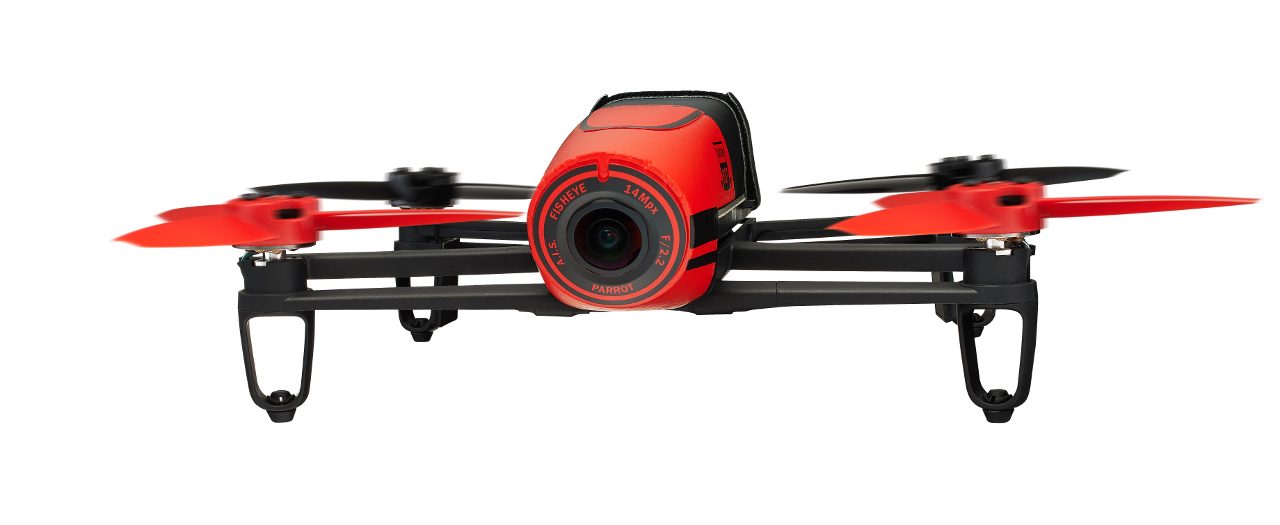 FISHEYE
14Mpx
F/2.2
PARROT
A.I.S.